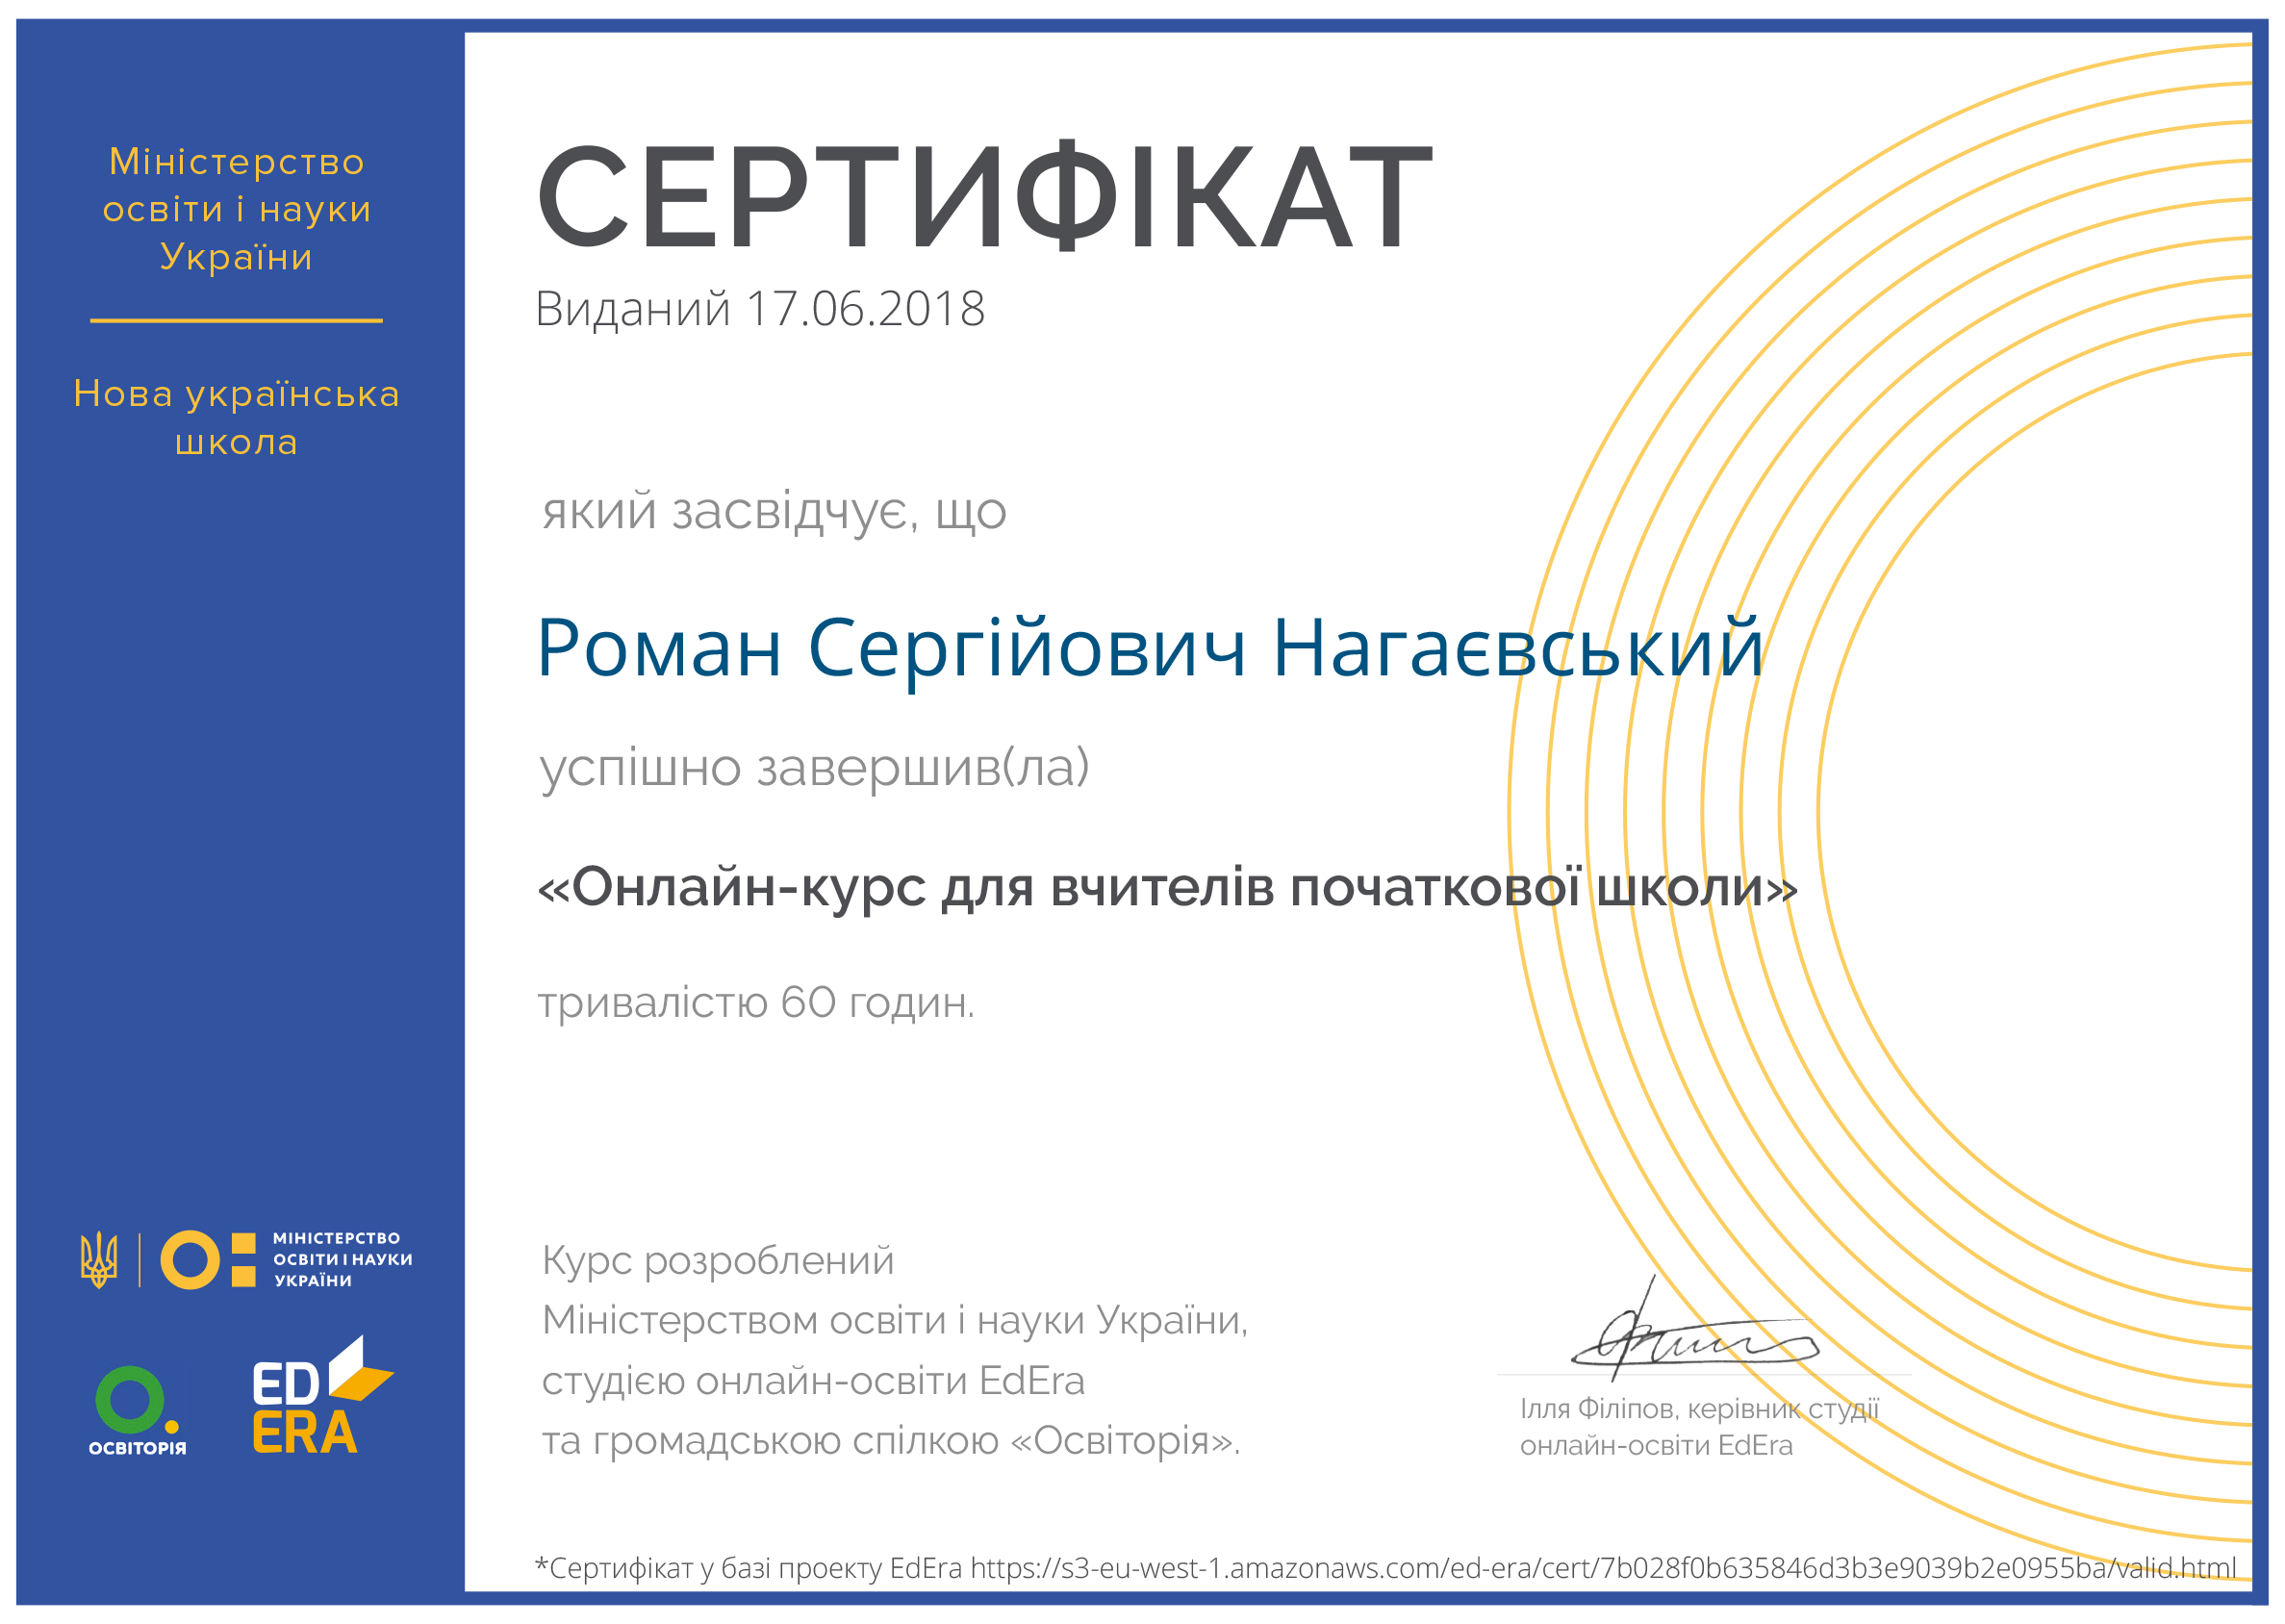 Міністерство
освіти і науки
України
Нова українська
школа
СЕРТИФІКАТ
Виданий 17.06.2018
який засвідчує, що
Роман Сергійович Нагаєвський
успішно завершив(ла)
«Онлайн-курс для вчителів початкової школи»
тривалістю 60 годин.
МІНІСТЕРСТВО
ОСВІТИ І НАУКИ
УКРАЇНИ
ОСВІТОРІЯ
ED
ERA
Курс розроблений
Міністерством освіти і науки України,
студією онлайн-освіти EdEra
та громадською спілкою «Освіторія».
Ілля Філіпов, керівник студії
онлайн-освіти EdEra
*Сертифікат у базі проекту EdEra https://s3-eu-west-1.amazonaws.com/ed-era/cert/7b028f0b635846d3b3e9039b2e0955ba/valid.html